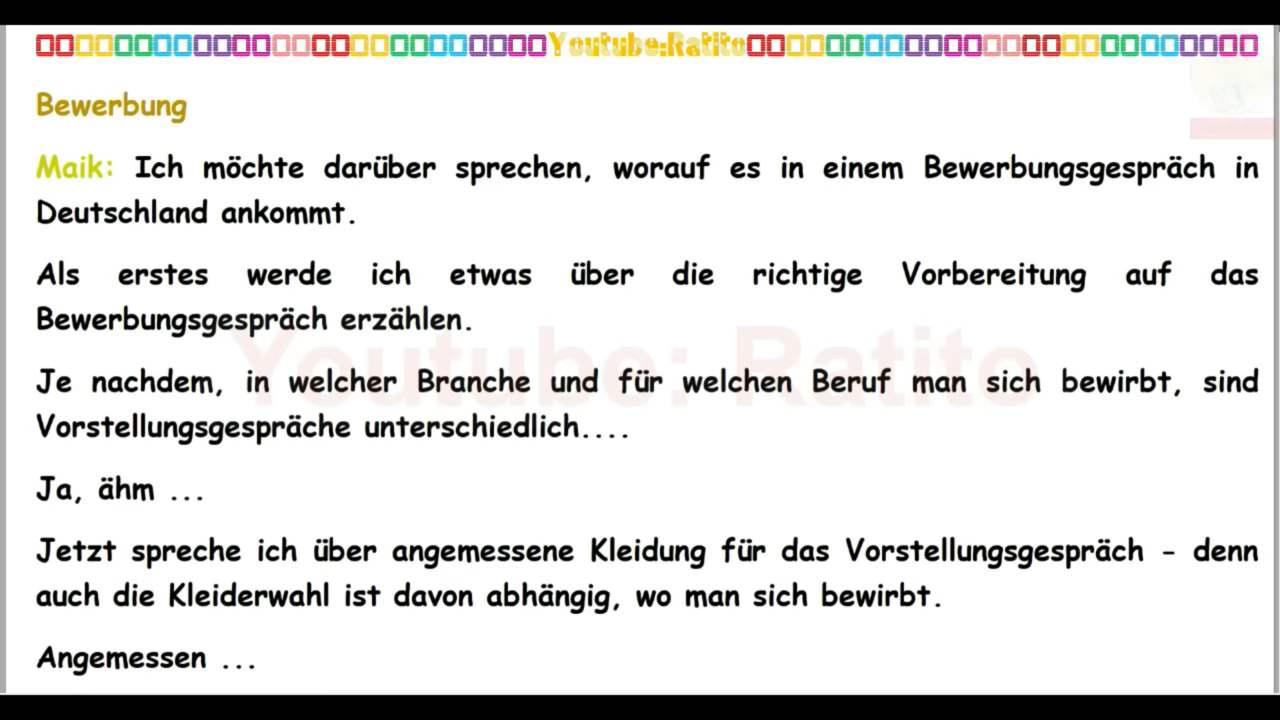 Youtube:Ratito
Bewerbung
Maik: Ich möchte darüber sprechen, worauf es in einem Bewerbungsgespräch in
Deutschland ankommt.
Als erstes werde ich etwas über die richtige Vorbereitung auf das
Bewerbungsgespräch erzählen.
Youtube: Ratito
Je nachdem, in welcher Branche und für welchen Beruf man sich bewirbt, sind
Vorstellungsgespräche unterschiedlich....
Ja, ähm ...
Jetzt spreche ich über angemessene Kleidung für das Vorstellungsgespräch - denn
auch die Kleiderwahl ist davon abhängig, wo man sich bewirbt.
Angemessen ...